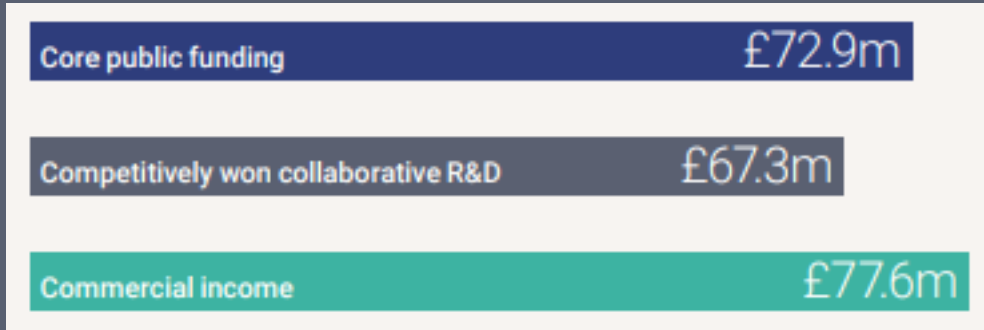 Core public funding £72.9m
Competitively won collaborative R&D £67.3m
Commercial income £77.6m